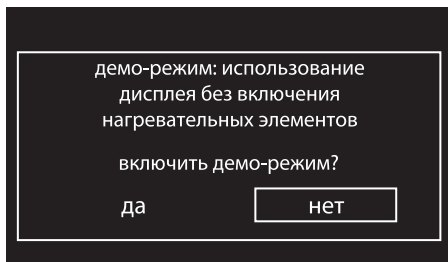 демо-режим: использование
дисплея без включения
нагревательных элементов
включить демо-режим?
да нет